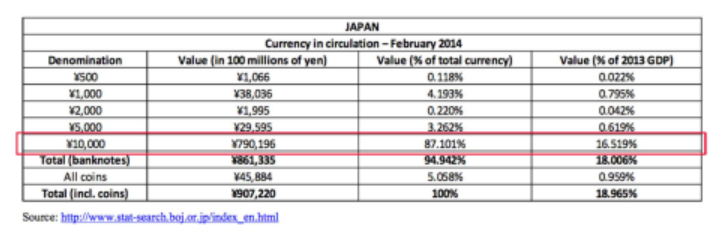 JAPAN
Currency in circulation – February 2014
Denomination Value (in 100 millions of yen) Value (% of total currency) Value (% of 2013 GDP)
¥500 ¥1,066 0.118% 0.022%
¥1,000 ¥38,036 4.193% 0.795%
¥2,000 ¥1,995 0.220% 0.042%
¥5,000 ¥29,595 3.262% 0.619%
¥10,000 ¥790,196 87.101% 16.519%
Total (banknotes) ¥861,335 94.942% 18.006%
All coins ¥45,884 5.058% 0.959%
Total (incl. coins) ¥907,220 100% 18.965%
Source: http://www.stat-search.boj.or.jp/index_en.html